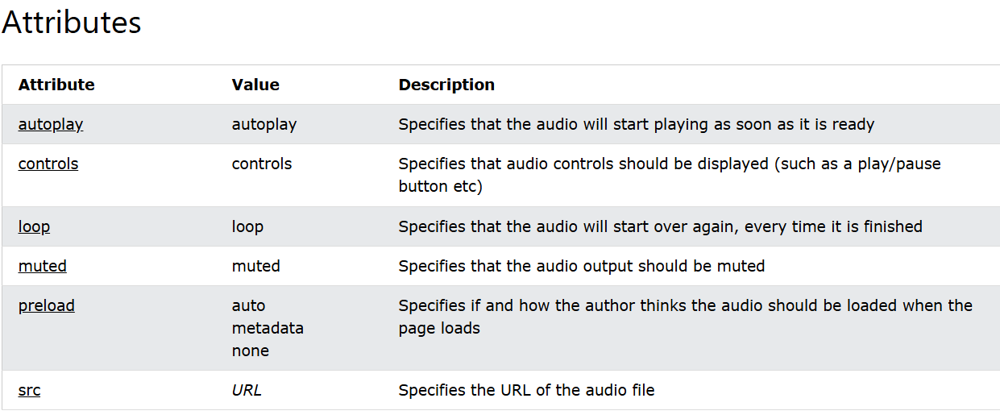 Attributes
Attribute Value Description
autoplay autoplay Specifies that the audio will start playing as soon as it is ready
controls controls Specifies that audio controls should be displayed (such as a play/pause
button etc)
loop loop Specifies that the audio will start over again, every time it is finished
muted muted Specifies that the audio output should be muted
preload auto Specifies if and how the author thinks the audio should be loaded when the
metadata page loads
none
src URL Specifies the URL of the audio file